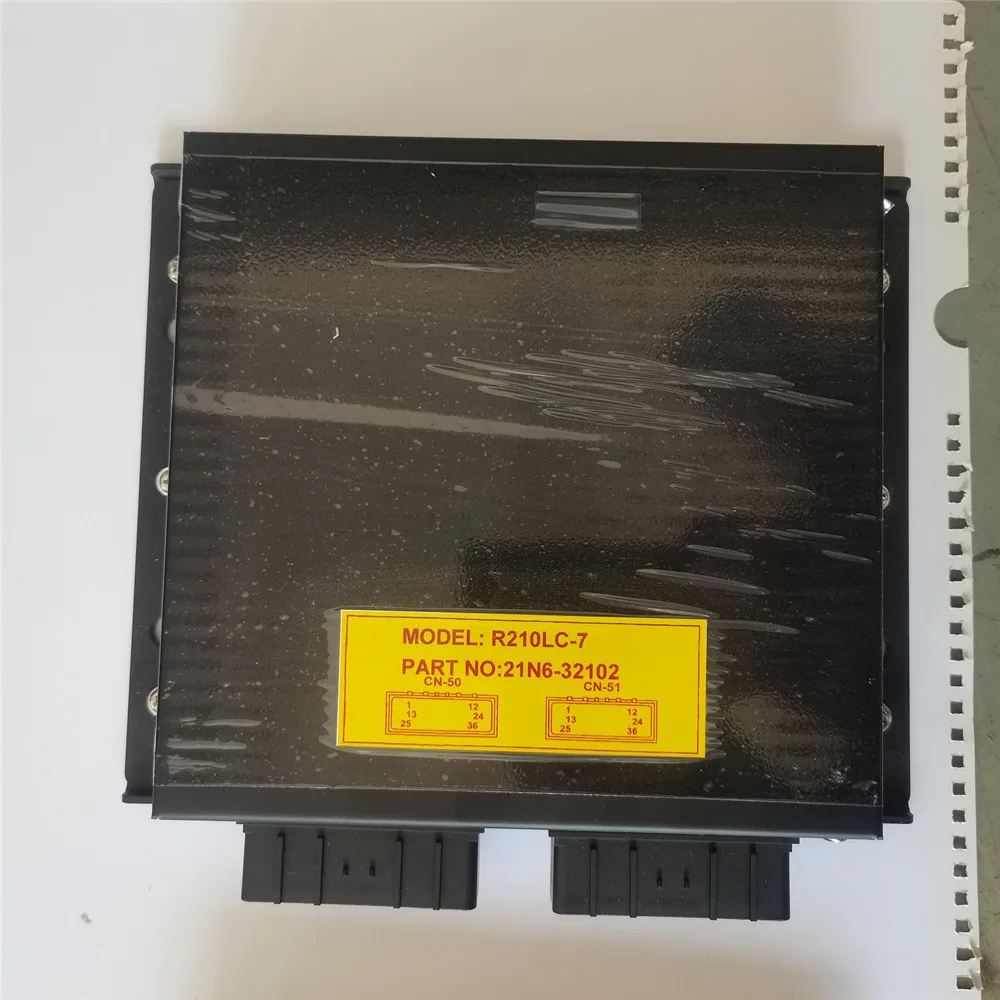 MODEL: R210LC-7
PART NO:21N6-32102
CN-50 CN-51
1 12 1 12
13 24 13 24
25 36 25 36